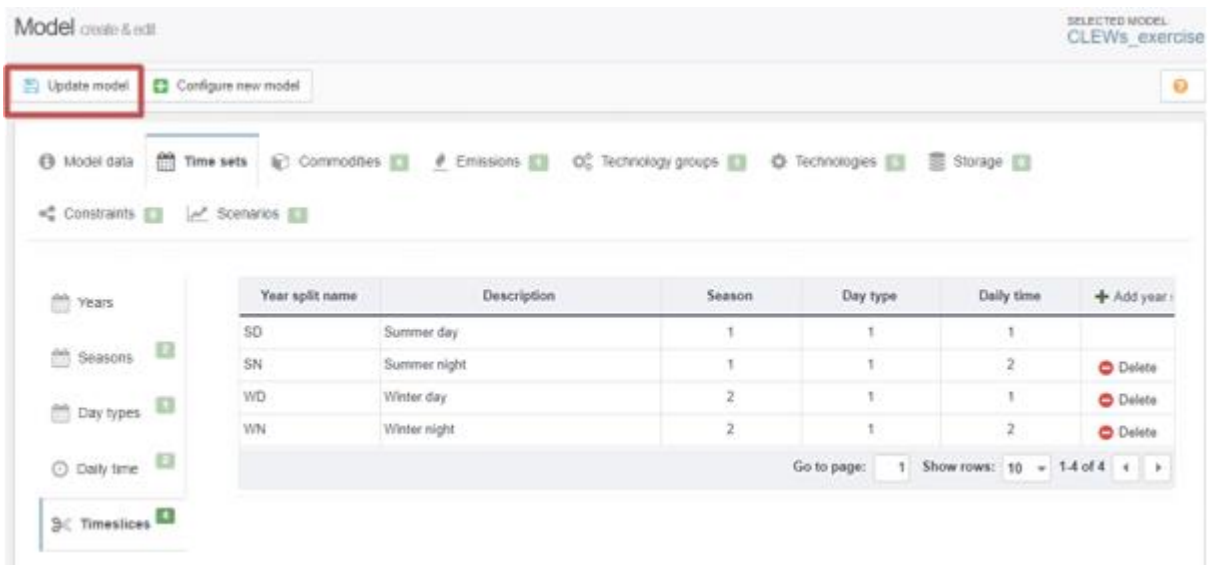 Model create & edit
SELECTED MODEL
CLEWs_exercise
Update model
Configure new model
Model data
Time sets
Commodities
Emissions
Technology groups
Technologies
Storage
Constraints
Scenarios
Years
Seasons 2
Day types 1
Daily time 2
Timeslices 4
Year split name Description Season Day type Daily time Add year
SD Summer day 1 1 1
SN Summer night 1 1 2 Delete
WD Winter day 2 1 1 Delete
WN Winter night 2 1 2 Delete
Go to page: 1 Show rows: 10 1-4 of 4